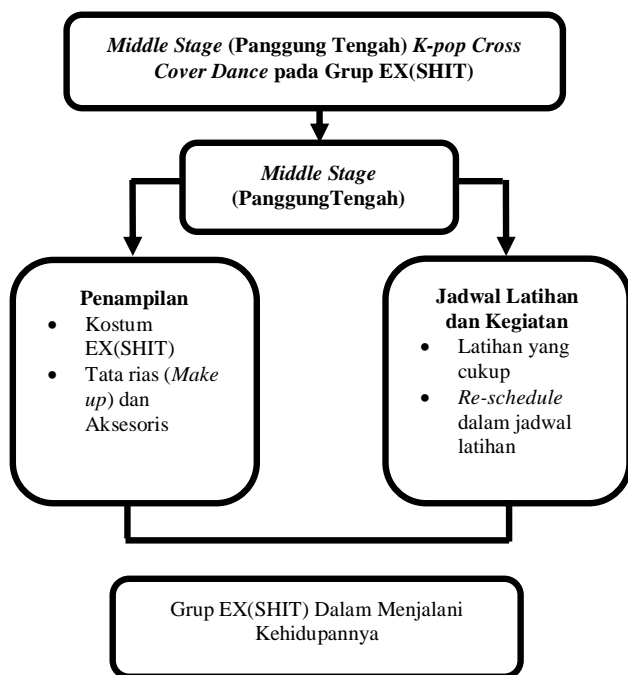 Middle Stage (Panggung Tengah) K-pop Cross
Cover Dance pada Grup EX(SHIT)
Middle Stage
(PanggungTengah)
Penampilan
• Kostum
EX(SHIT)
• Tata rias (Make
up) dan
Aksesoris
Jadwal Latihan
dan Kegiatan
• Latihan yang
cukup
• Re-schedule
dalam jadwal
latihan
Grup EX(SHIT) Dalam Menjalani
Kehidupannya